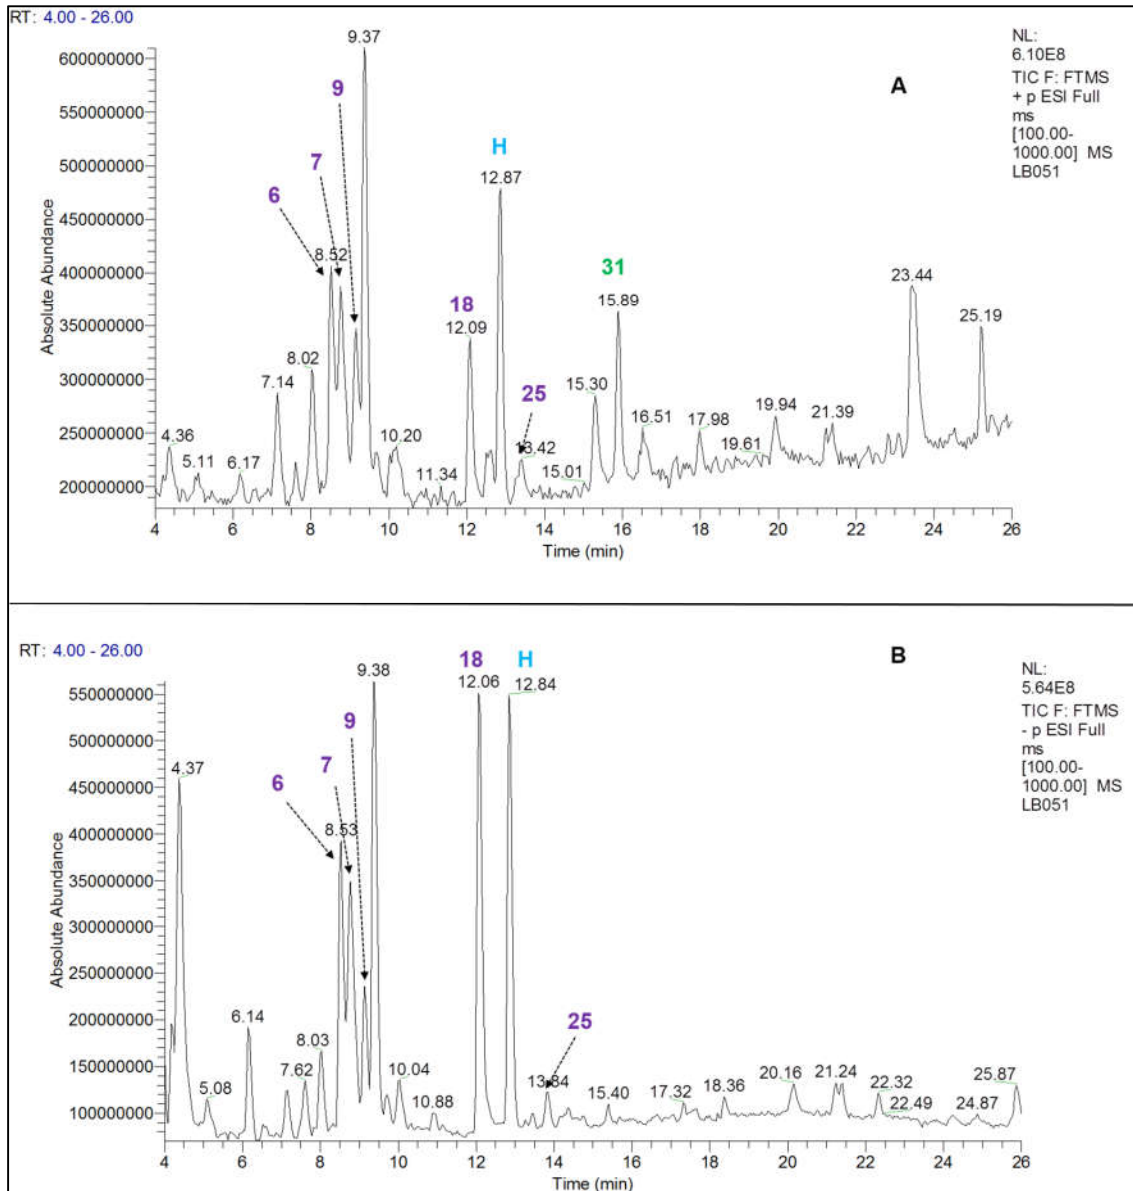 RT: 4.00 - 26.00
NL:
6.10E8
TIC F: FTMS
+ p ESI Full
ms
[100.00-
1000.00] MS
LB051
A
9.37
9
H
12.87
7
6
8.52
31
15.89
18
12.09
23.44
25.19
8.02
7.14
25
15.30
13.42
4.36
5.11
6.17
10.20
11.34
15.01
16.51
17.98
19.61
19.94
21.39
600000000
550000000
500000000
450000000
400000000
350000000
300000000
250000000
200000000
Absolute Abundance
4 6 8 10 12 14 16 18 20 22 24 26
Time (min)
RT: 4.00 - 26.00
NL:
5.64E8
TIC F: FTMS
- p ESI Full
ms
[100.00-
1000.00] MS
LB051
B
9.38
18
12.06
H
12.84
9
7
6
4.37
8.53
6.14
8.03
7.62
5.08
10.04
10.88
25
13.84
15.40
17.32
18.36
20.16
21.24
22.32
22.49
24.87
25.87
550000000
500000000
450000000
400000000
350000000
300000000
250000000
200000000
150000000
100000000
Absolute Abundance
4 6 8 10 12 14 16 18 20 22 24 26
Time (min)